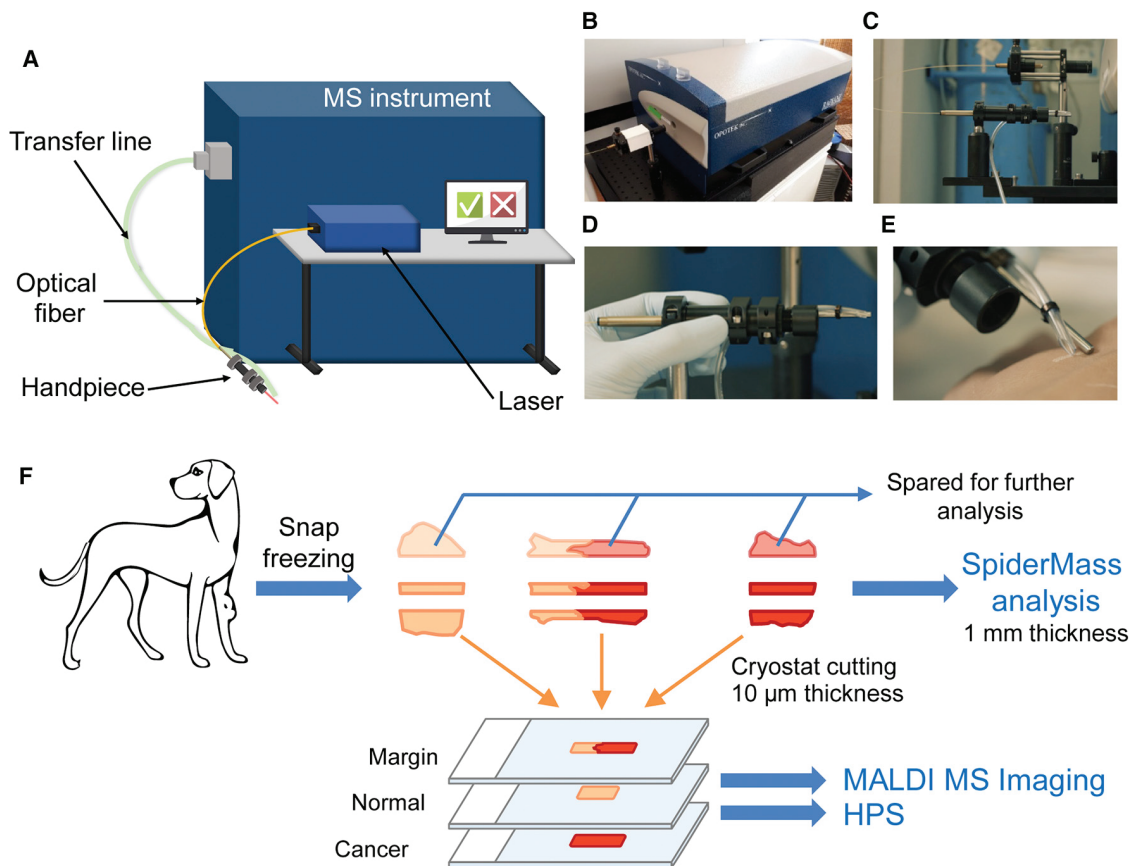 A
MS instrument
Transfer line
Optical
fiber
Handpiece
Laser
B
OPOTEK
RADIANT
C
D
E
F
Snap
freezing
Spared for further
analysis
SpiderMass
analysis
1 mm thickness
Cryostat cutting
10 µm thickness
Margin
Normal
Cancer
MALDI MS Imaging
HPS